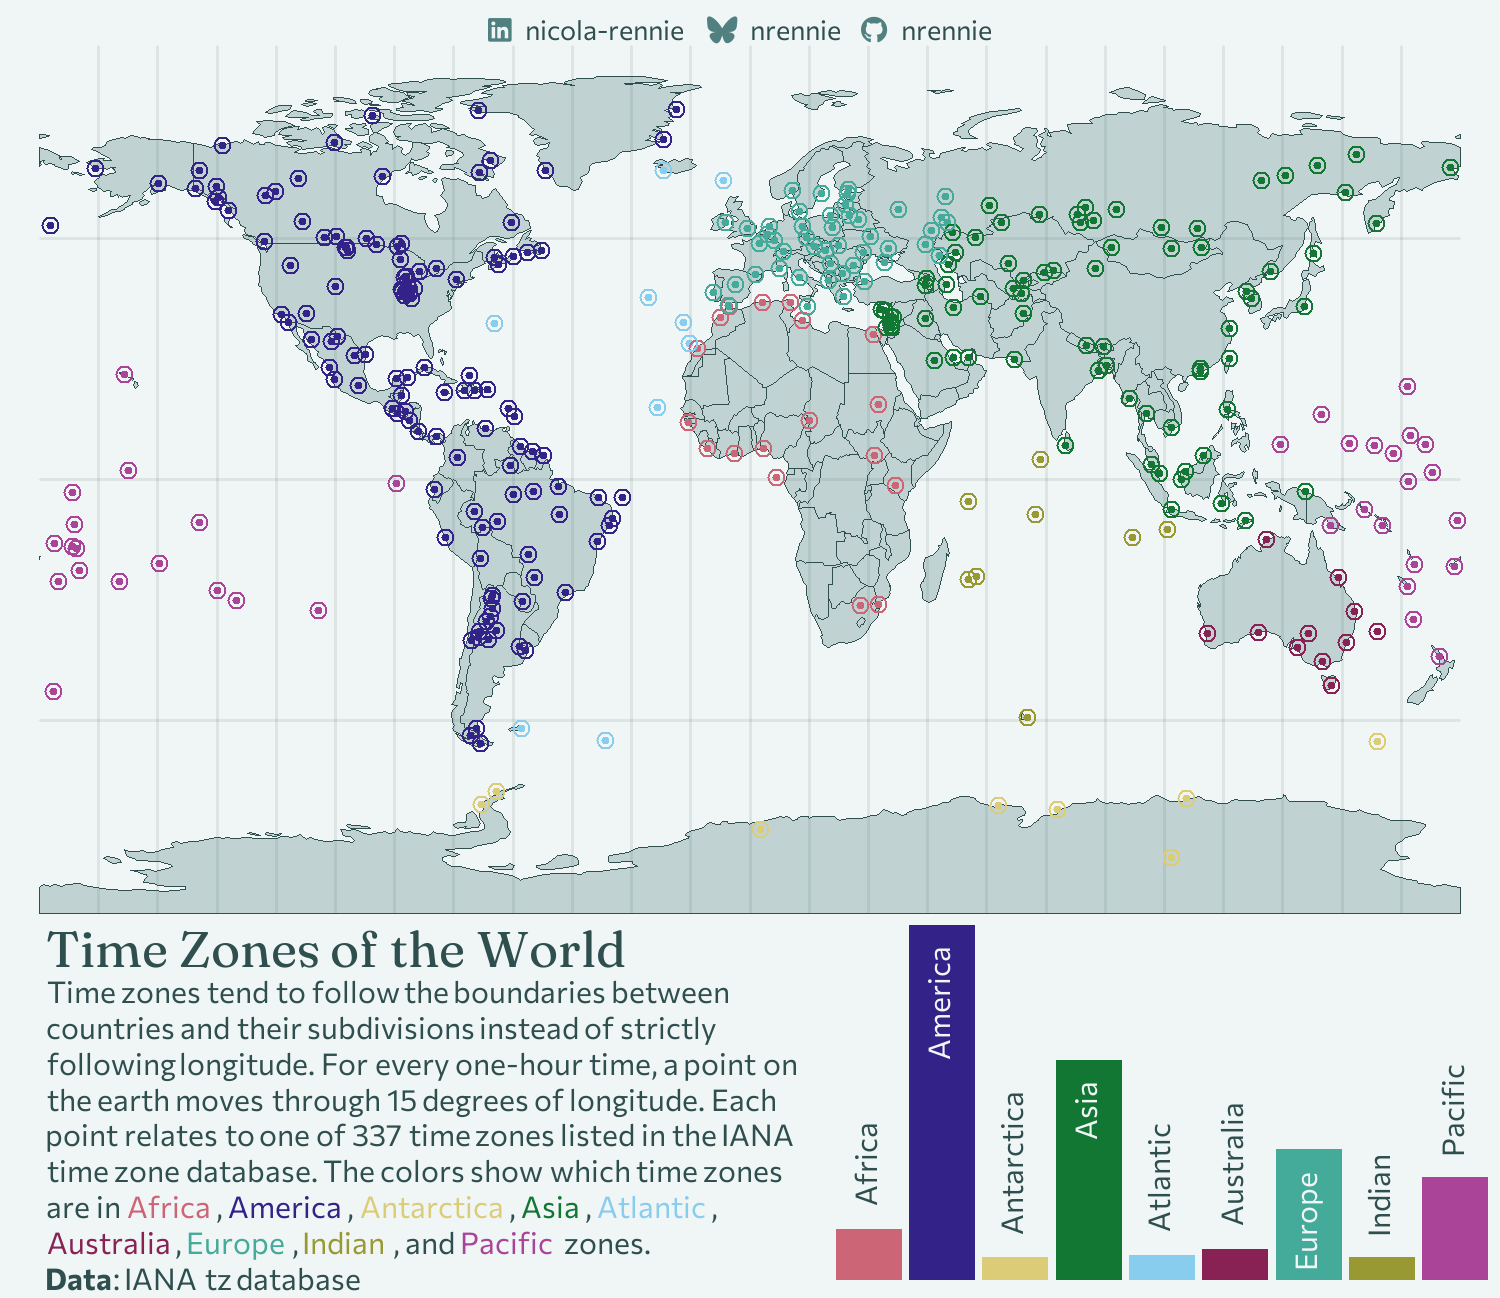 nicola-rennie nrennie nrennie
Time Zones of the World
Time zones tend to follow the boundaries between
countries and their subdivisions instead of strictly
following longitude. For every one-hour time, a point on
the earth moves through 15 degrees of longitude. Each
point relates to one of 337 time zones listed in the IANA
time zone database. The colors show which time zones
are in Africa , America , Antarctica , Asia , Atlantic ,
Australia , Europe , Indian , and Pacific zones.
Data: IANA tz database
Africa
America
Antarctica
Asia
Atlantic
Australia
Europe
Indian
Pacific